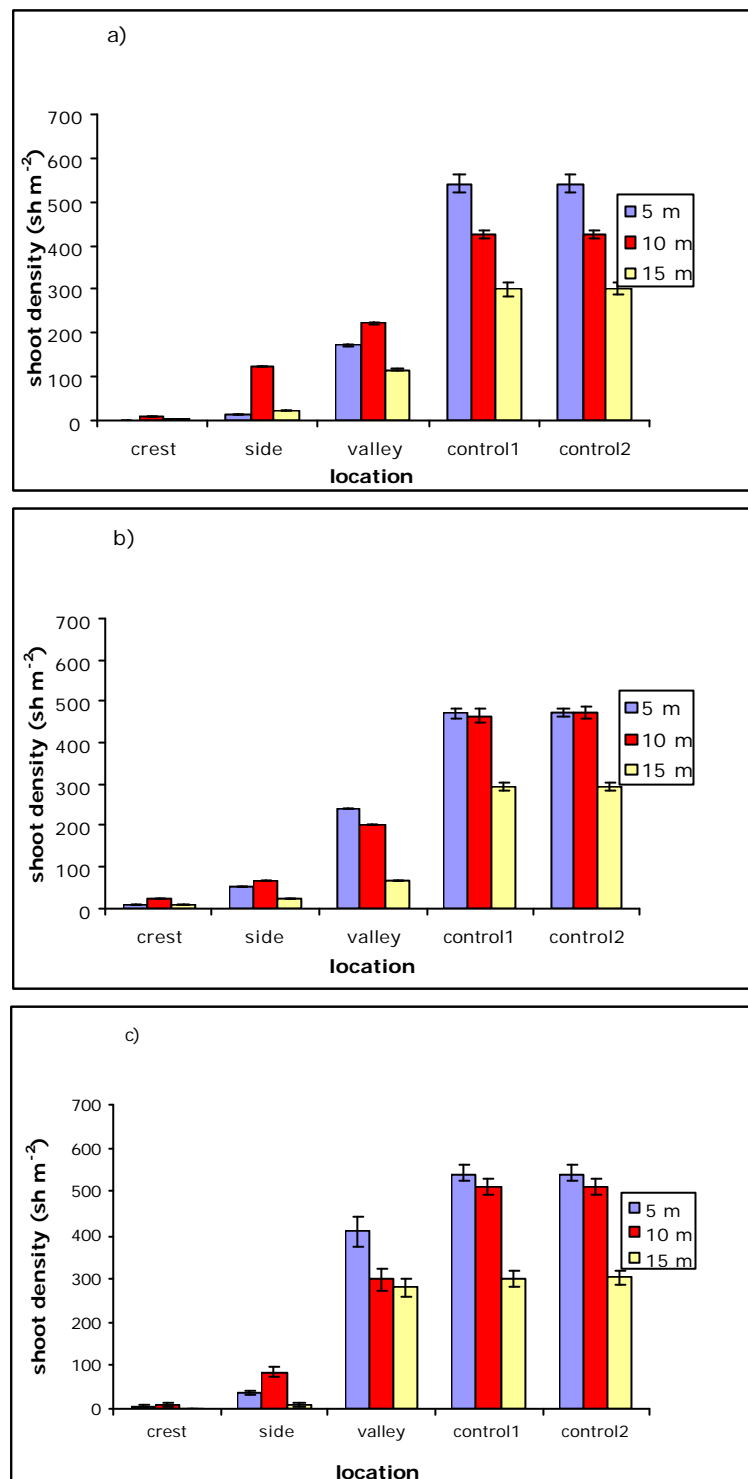 a)
700
600
500
400
300
200
100
0
shoot density (sh m⁻²)
5 m
10 m
15 m
crest side valley control1 control2
location
b)
700
600
500
400
300
200
100
0
shoot density (sh m⁻²)
5 m
10 m
15 m
crest side valley control1 control2
location
c)
700
600
500
400
300
200
100
0
shoot density (sh m⁻²)
5 m
10 m
15 m
crest side valley control1 control2
location